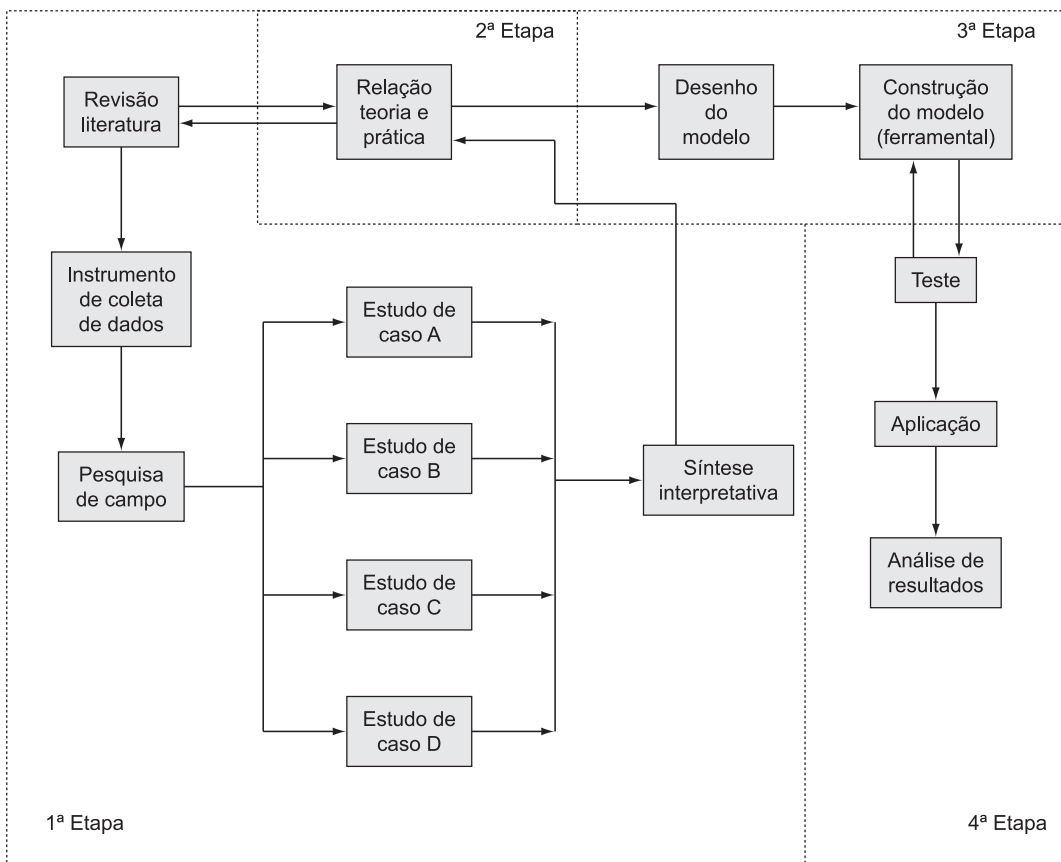 2ª Etapa
3ª Etapa
Revisão
literatura
Relação
teoria e
prática
Desenho
do
modelo
Construção
do modelo
(ferramental)
Instrumento
de coleta
de dados
Teste
Estudo de
caso A
Aplicação
Pesquisa
de campo
Estudo de
caso B
Síntese
interpretativa
Estudo de
caso C
Análise de
resultados
Estudo de
caso D
1ª Etapa
4ª Etapa